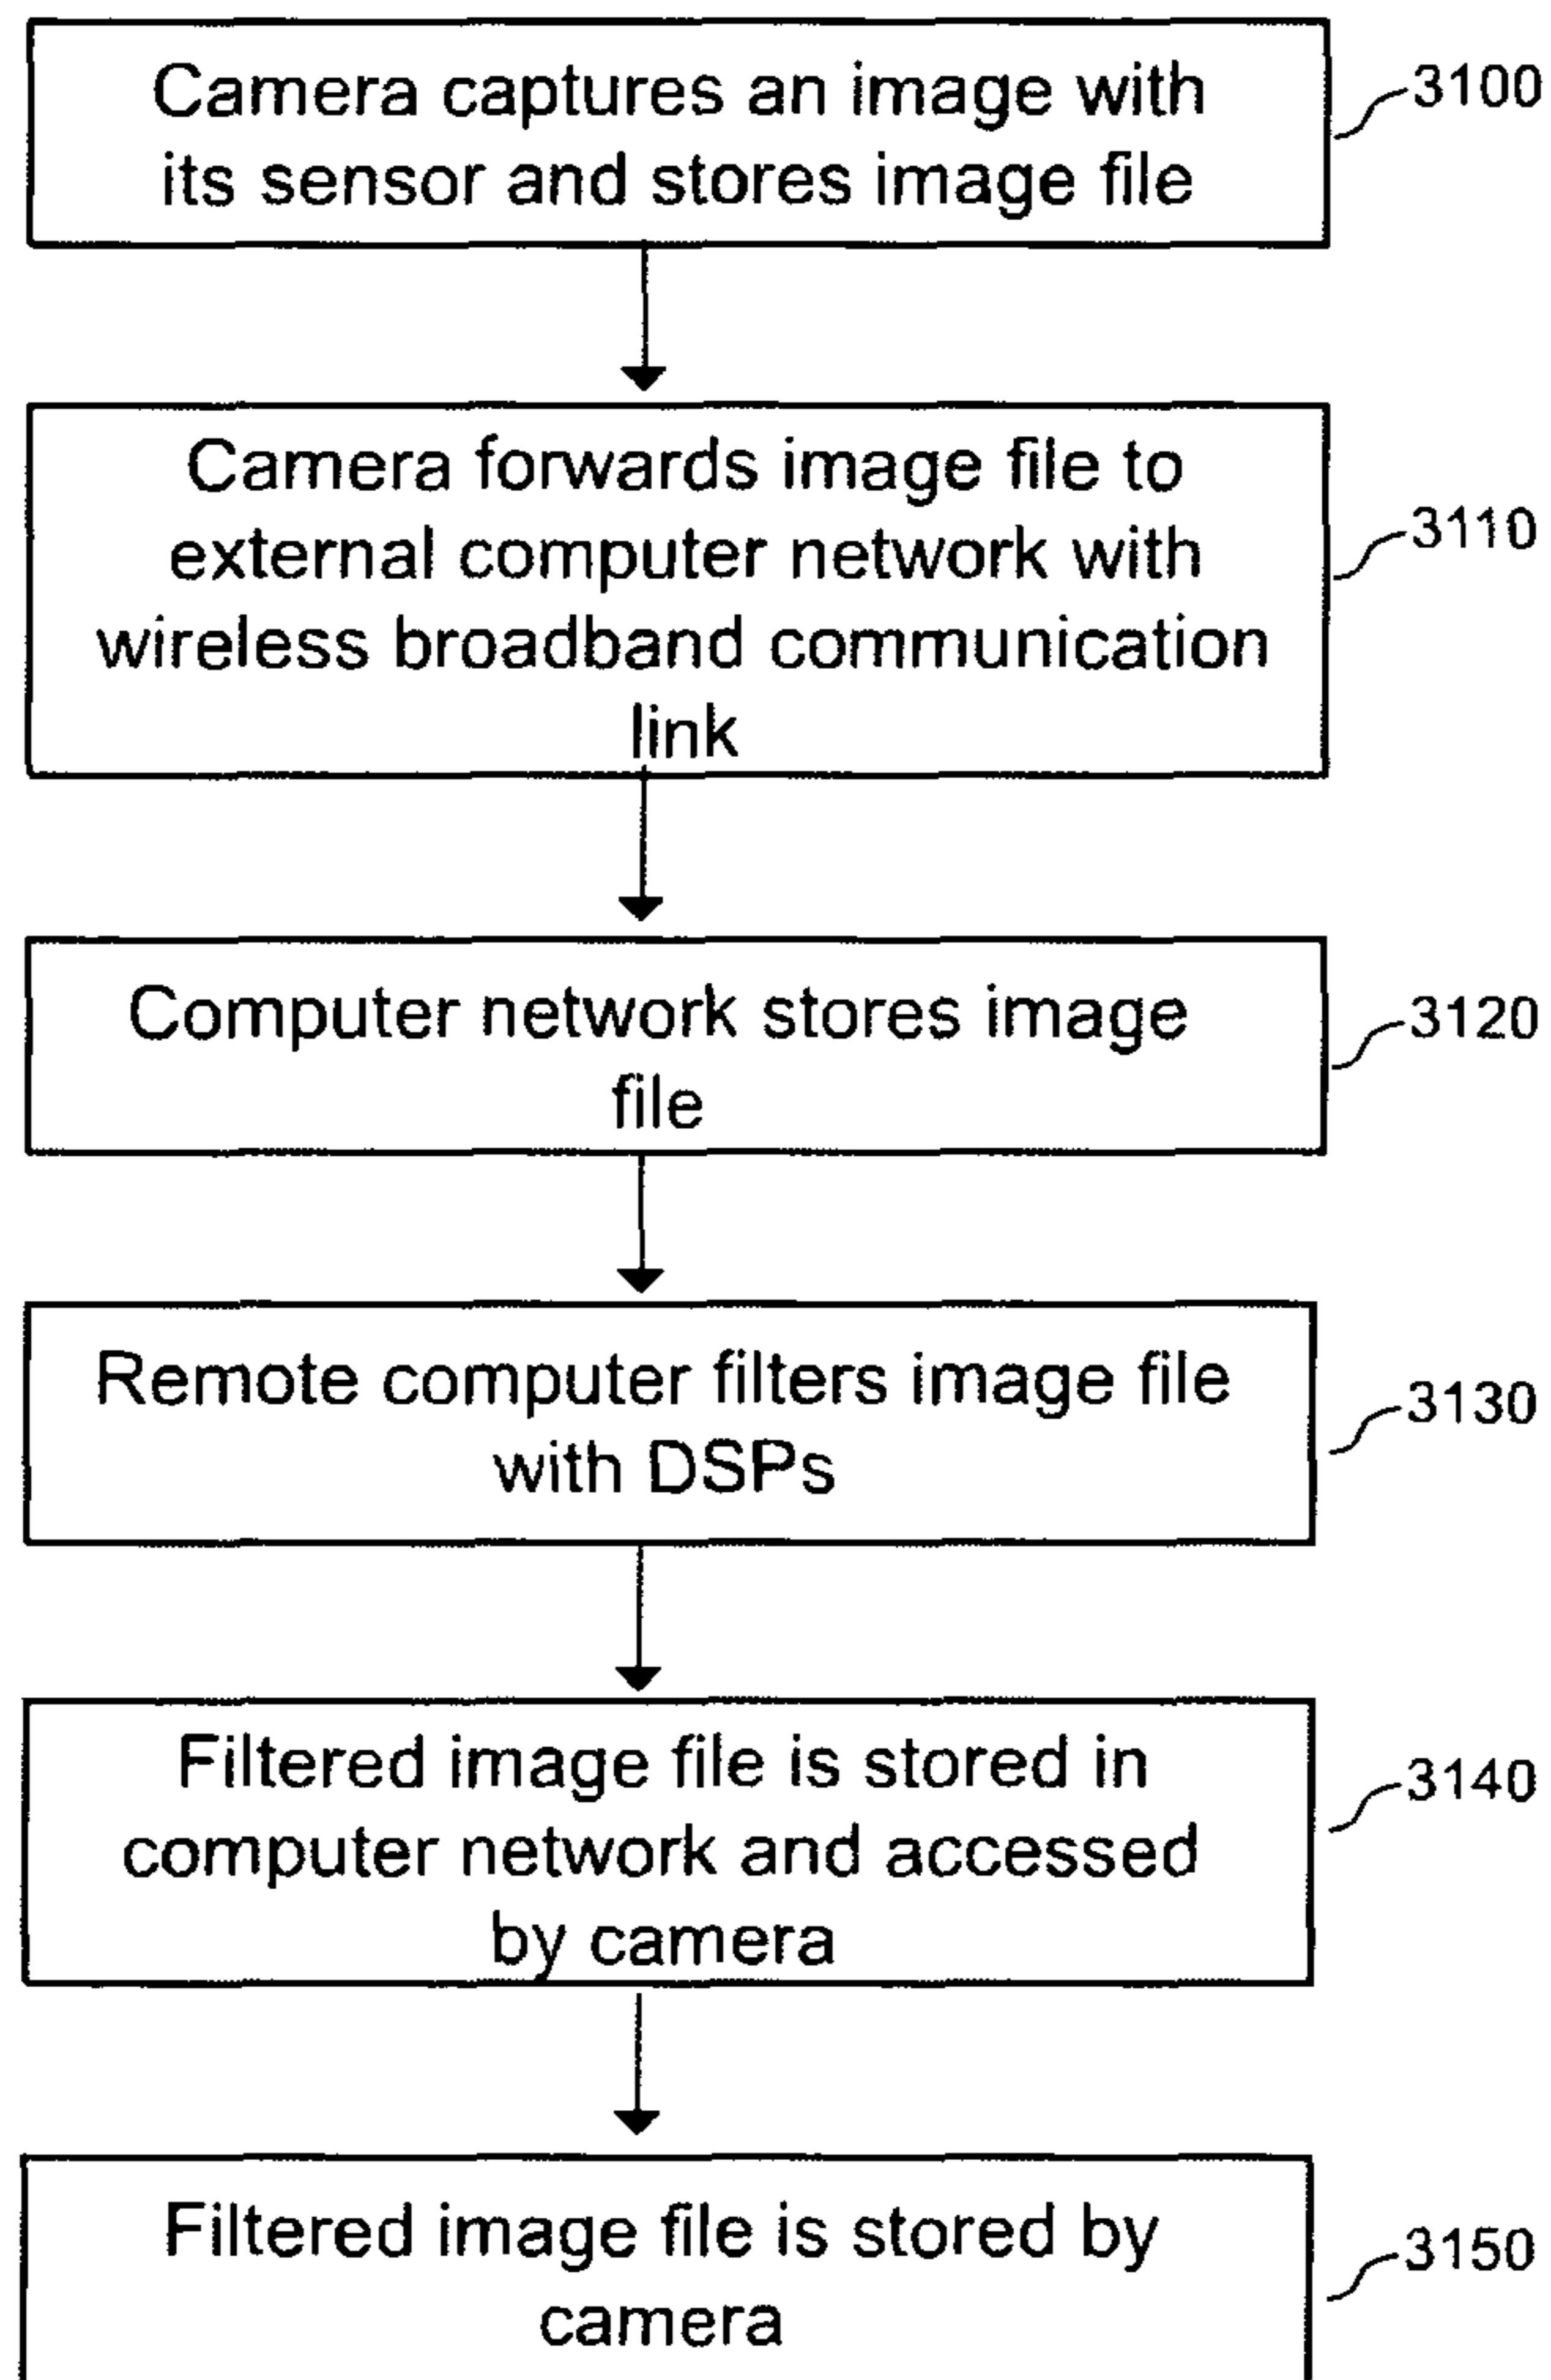 Camera captures an image with
its sensor and stores image file
3100
Camera forwards image file to
external computer network with
wireless broadband communication
link
3110
Computer network stores image
file
3120
Remote computer filters image file
with DSPs
3130
Filtered image file is stored in
computer network and accessed
by camera
3140
Filtered image file is stored by
camera
3150